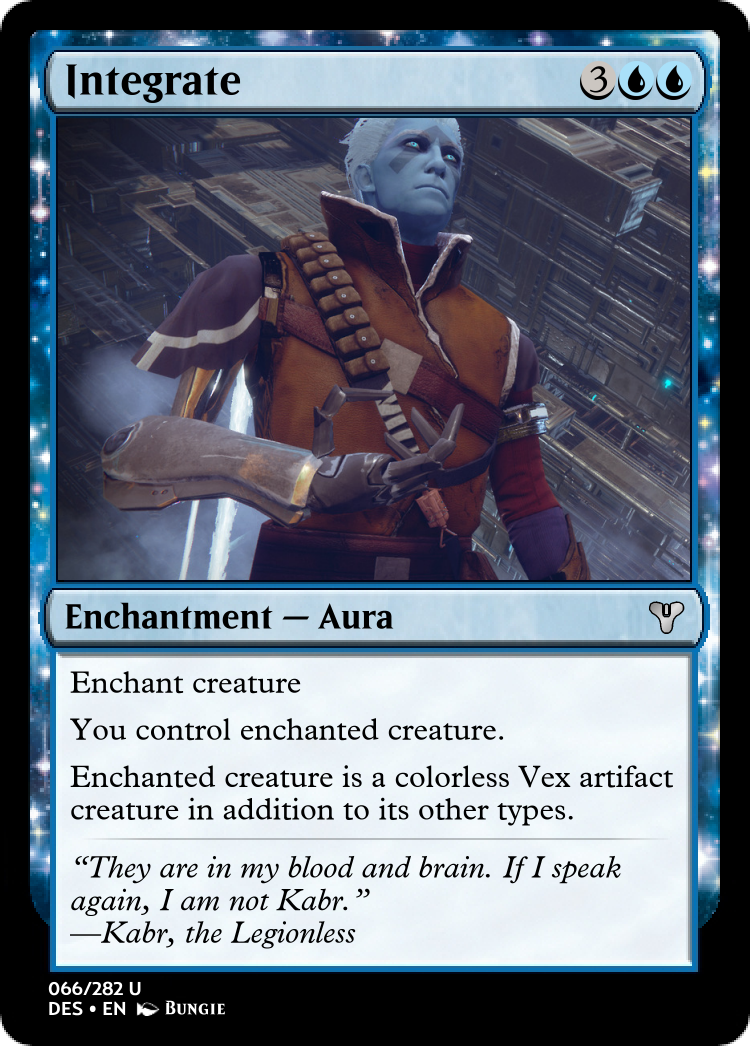 Integrate
3
Enchantment — Aura
Enchant creature
You control enchanted creature.
Enchanted creature is a colorless Vex artifact
creature in addition to its other types.
“They are in my blood and brain. If I speak
again, I am not Kabr.”
—Kabr, the Legionless
066/282 U
DES • EN Bungie